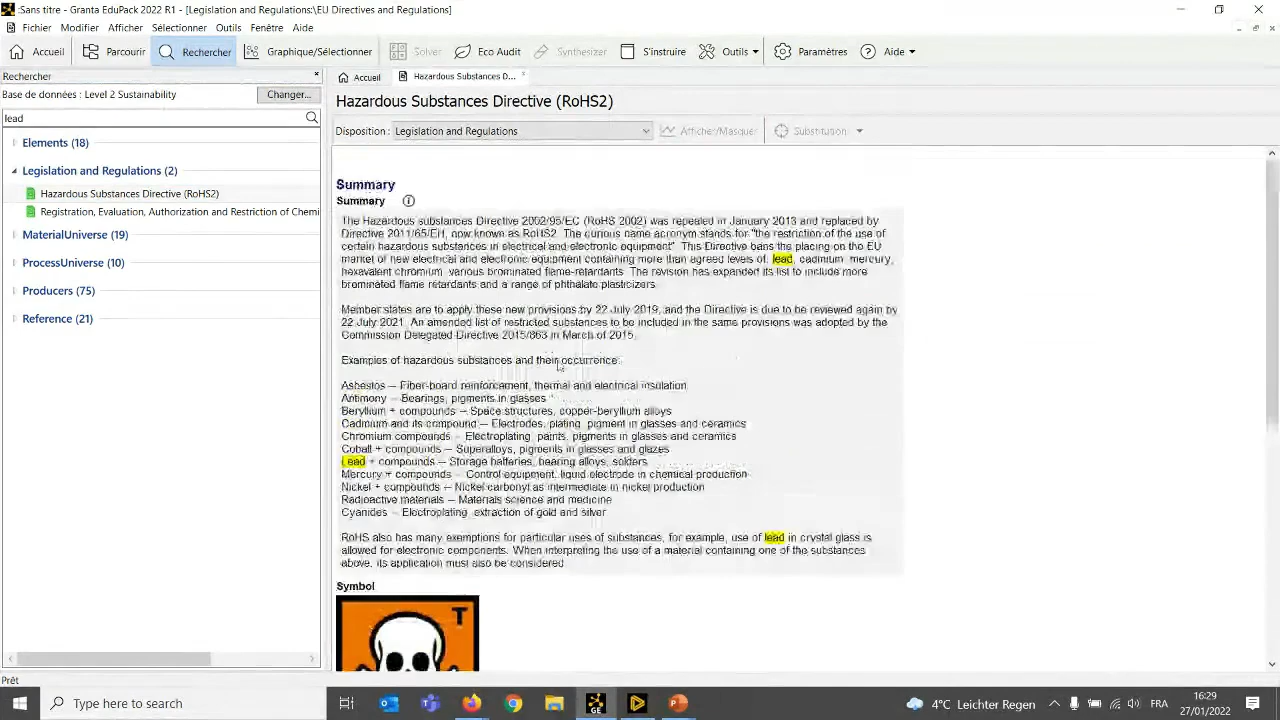 :Sans titre - Granta EduPack 2022 R1 - [Legislation and Regulations:\EU Directives and Regulations]
Fichier Modifier Afficher Sélectionner Outils Fenêtre Aide
Accueil Parcourir Rechercher Graphique/Sélectionner Solver Eco Audit Synthesizer S'instruire Outils Paramètres Aide
Rechercher
Base de données : Level 2 Sustainability Changer...
lead
Elements (18)
Legislation and Regulations (2)
Hazardous Substances Directive (RoHS2)
Registration, Evaluation, Authorization and Restriction of Chemi
MaterialUniverse (19)
ProcessUniverse (10)
Producers (75)
Reference (21)
Accueil Hazardous Substances D...
Hazardous Substances Directive (RoHS2)
Disposition : Legislation and Regulations Afficher/Masquer Substitution
Summary
Summary
The Hazardous substances Directive 2002/95/EC (RoHS 2002) was repealed in January 2013 and replaced by
Directive 2011/65/EU, now known as RoHS2. The curious name acronym stands for "the restriction of the use of
certain hazardous substances in electrical and electronic equipment". This Directive bans the placing on the EU
market of new electrical and electronic equipment containing more than agreed levels of: lead, cadmium, mercury,
hexavalent chromium, various brominated flame-retardants. The revision has expanded its list to include more
brominated flame retardants and a range of phthalate plasticizers.
Member states are to apply these new provisions by 22 July 2019, and the Directive is due to be reviewed again by
22 July 2021. An amended list of restricted substances to be included in the same provisions was adopted by the
Commission Delegated Directive 2015/863 in March of 2015.
Examples of hazardous substances and their occurrence:
Asbestos – Fiber-board reinforcement, thermal and electrical insulation
Antimony – Bearings, pigments in glasses
Beryllium + compounds – Space structures, copper-beryllium alloys
Cadmium and its compound – Electrodes, plating, pigment in glasses and ceramics
Chromium compounds – Electroplating, paints, pigments in glasses and ceramics
Cobalt + compounds – Superalloys, pigments in glasses and glazes
Lead + compounds – Storage batteries, bearing alloys, solders
Mercury + compounds – Control equipment, liquid electrode in chemical production
Nickel + compounds – Nickel carbonyl as intermediate in nickel production
Radioactive materials – Materials science and medicine
Cyanides – Electroplating, extraction of gold and silver
RoHS also has many exemptions for particular uses of substances, for example, use of lead in crystal glass is
allowed for electronic components. When interpreting the use of a material containing one of the substances
above, its application must also be considered
Symbol
T
Prêt
Type here to search
GE
4°C Leichter Regen
FRA
16:29
27/01/2022